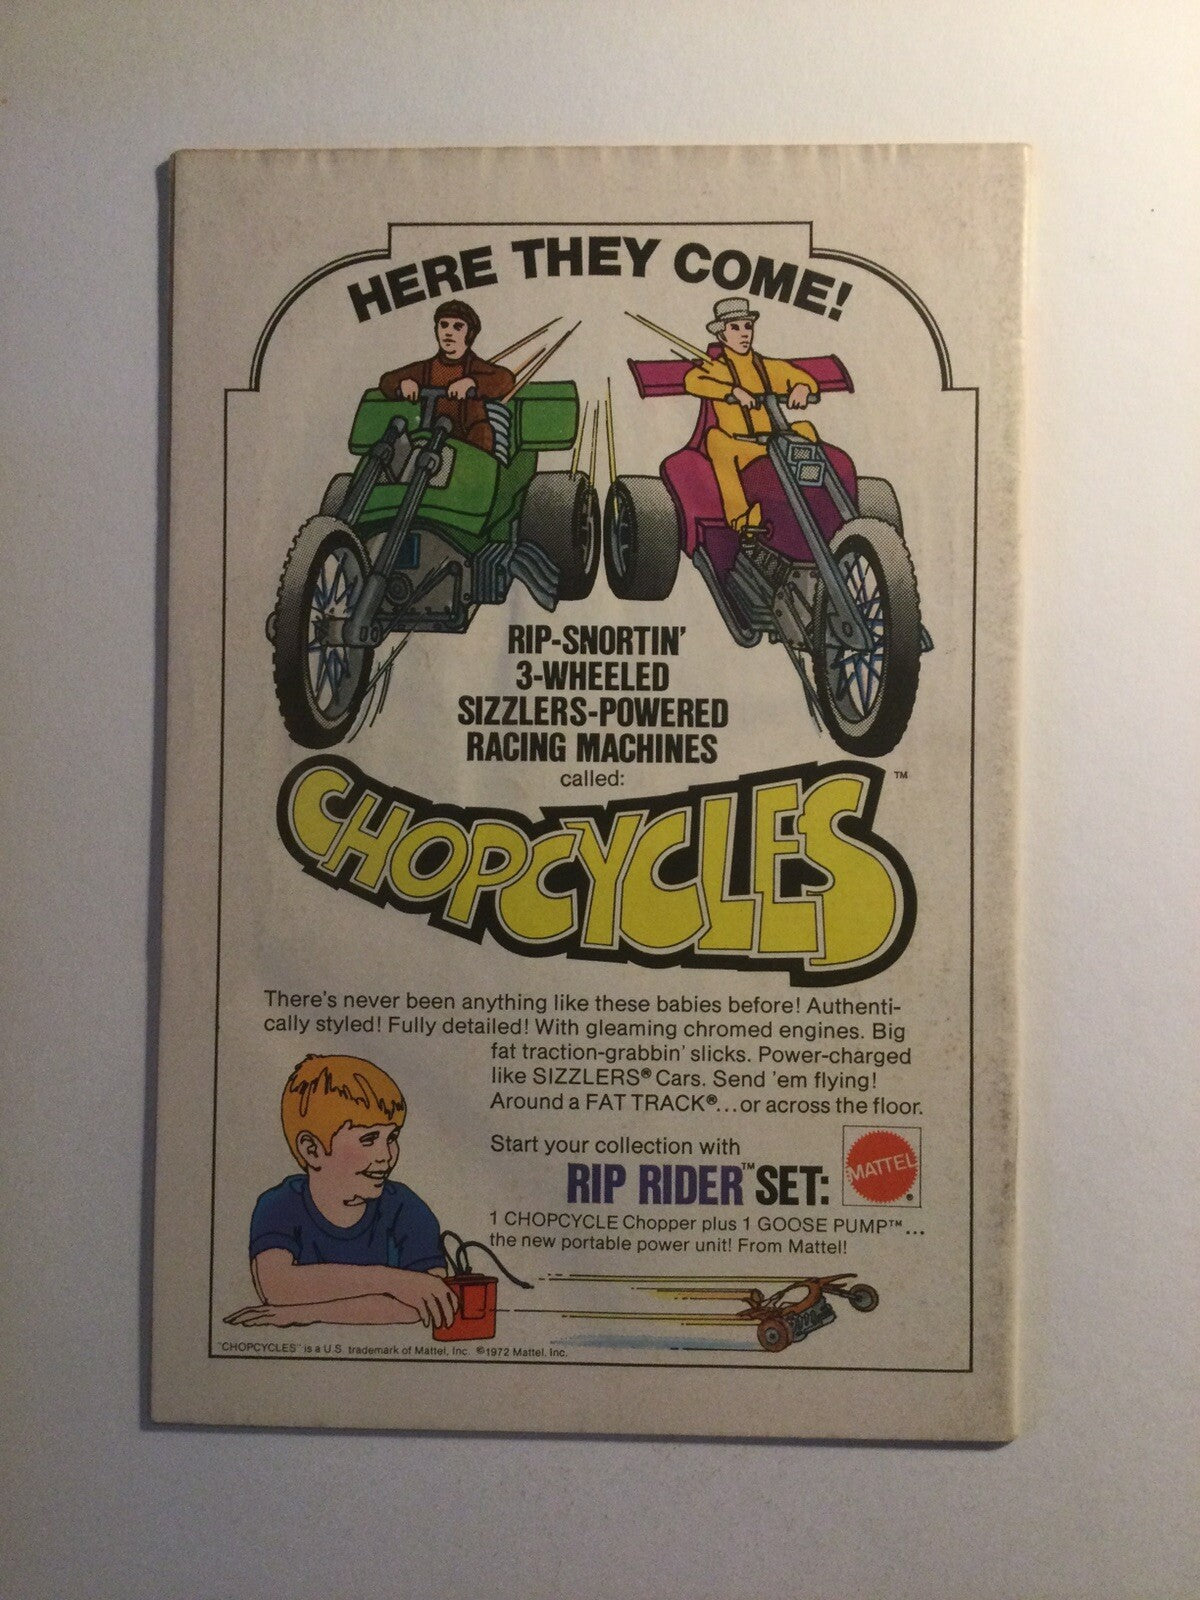 HERE THEY COME!
RIP-SNORTIN'
3-WHEELED
SIZZLERS-POWERED
RACING MACHINES
called:
CHOPCYCLES™
There's never been anything like these babies before! Authenti-
cally styled! Fully detailed! With gleaming chromed engines. Big
fat traction-grabbin' slicks. Power-charged
like SIZZLERS® Cars. Send 'em flying!
Around a FAT TRACK®...or across the floor.
Start your collection with
RIP RIDER™ SET:
MATTEL®
1 CHOPCYCLE Chopper plus 1 GOOSE PUMP™...
the new portable power unit! From Mattel!
"CHOPCYCLES" is a U.S. trademark of Mattel, Inc. ©1972 Mattel, Inc.